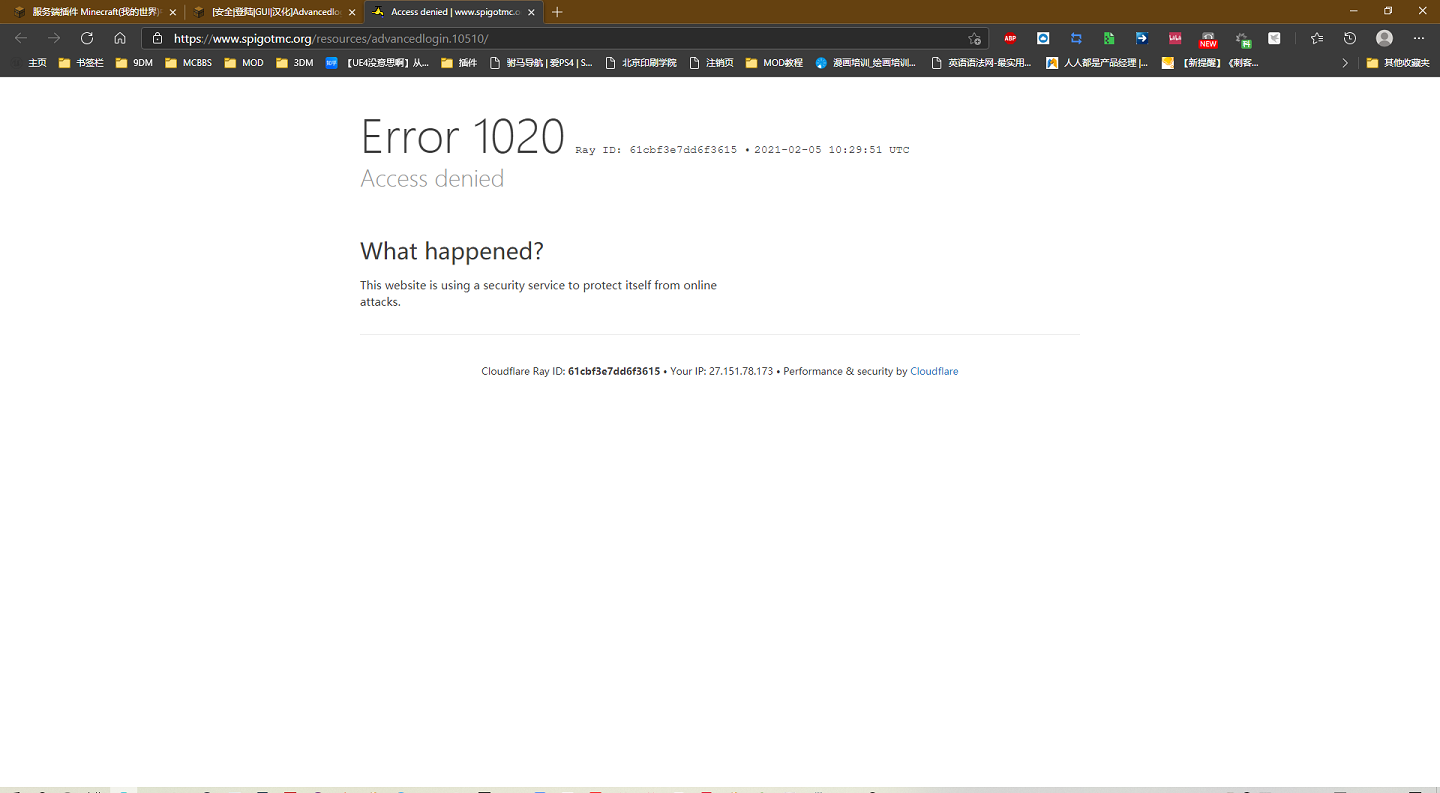 服务端插件 Minecraft(我的世界)
[安全|登陆|GUI|汉化]Advancedlo
Access denied | www.spigotmc.o
https://www.spigotmc.org/resources/advancedlogin.10510/
ABP
NEW
主页 书签栏 9DM MCBBS MOD 3DM 【UE4没意思啊】从... 插件 驸马导航 | 爱PS4 | S... 北京印刷学院 注销页 MOD教程 漫画培训_绘画培训... 英语语法网-最实用... 人人都是产品经理 |... 【新提醒】《刺客... 其他收藏夹
Error 1020 Ray ID: 61cbf3e7dd6f3615 • 2021-02-05 10:29:51 UTC
Access denied
What happened?
This website is using a security service to protect itself from online
attacks.
Cloudflare Ray ID: 61cbf3e7dd6f3615 • Your IP: 27.151.78.173 • Performance & security by Cloudflare